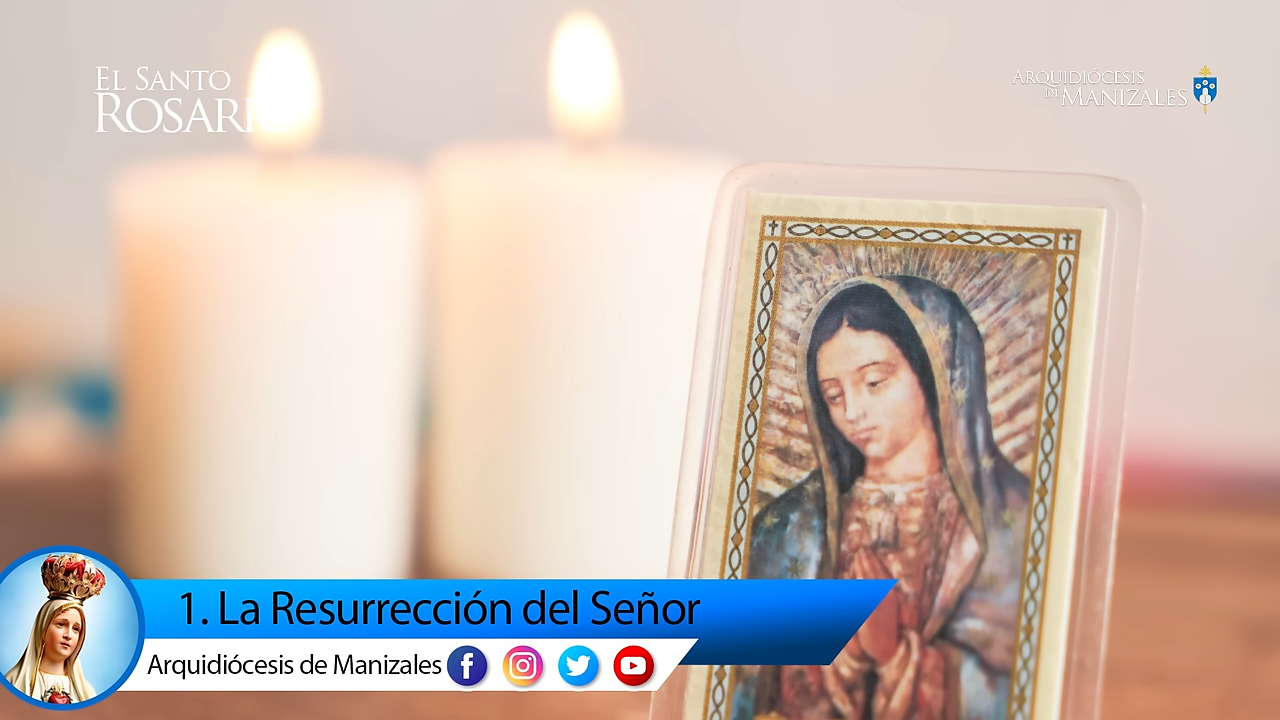 EL SANTO
ROSARI
ARQUIDIÓCESIS
DE MANIZALES
1. La Resurrección del Señor
Arquidiócesis de Manizales